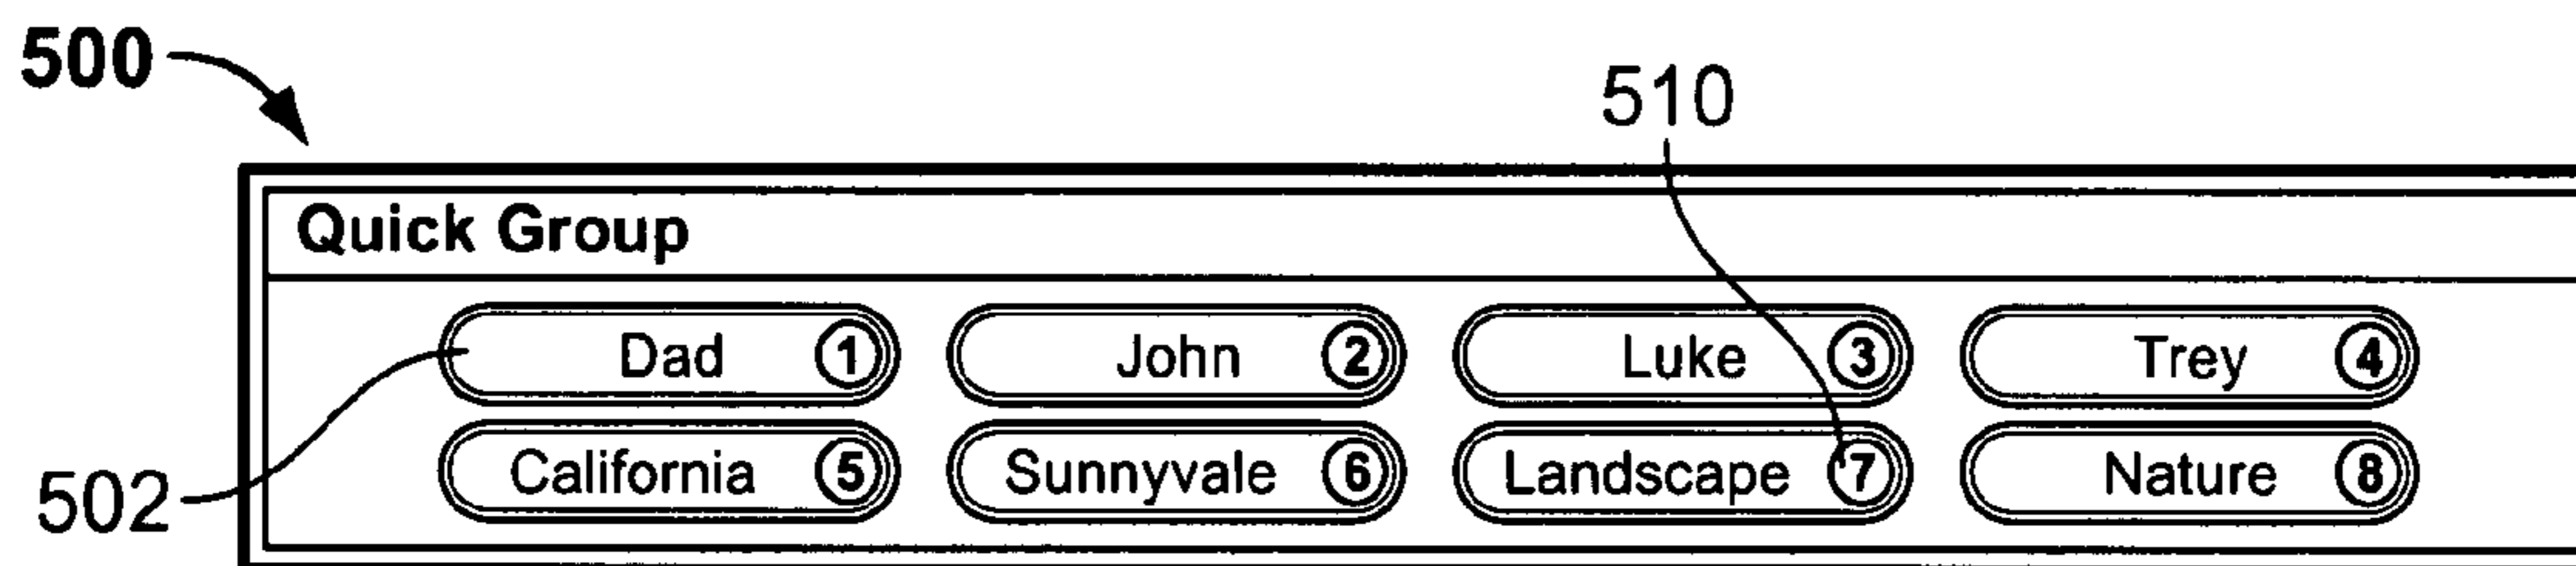 500
510
Quick Group
Dad 1 John 2 Luke 3 Trey 4
California 5 Sunnyvale 6 Landscape 7 Nature 8
502